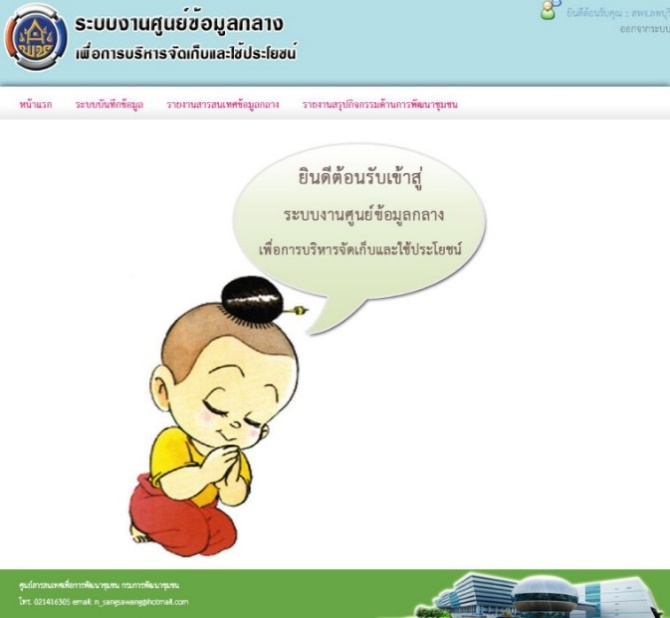 ระบบงานศูนย์ข้อมูลกลาง
เพื่อการบริหารจัดเก็บและใช้ประโยชน์
พช
ยินดีต้อนรับคุณ :: สพจ.ลพบุรี
ออกจากระบบ
หน้าแรก ระบบบันทึกข้อมูล รายงานสารสนเทศข้อมูลกลาง รายงานสรุปกิจกรรมด้านการพัฒนาชุมชน
ยินดีต้อนรับเข้าสู่
ระบบงานศูนย์ข้อมูลกลาง
เพื่อการบริหารจัดเก็บและใช้ประโยชน์
ศูนย์สารสนเทศเพื่อการพัฒนาชุมชน กรมการพัฒนาชุมชน
โทร. 021416305 email: n_sangsawang@hotmail.com